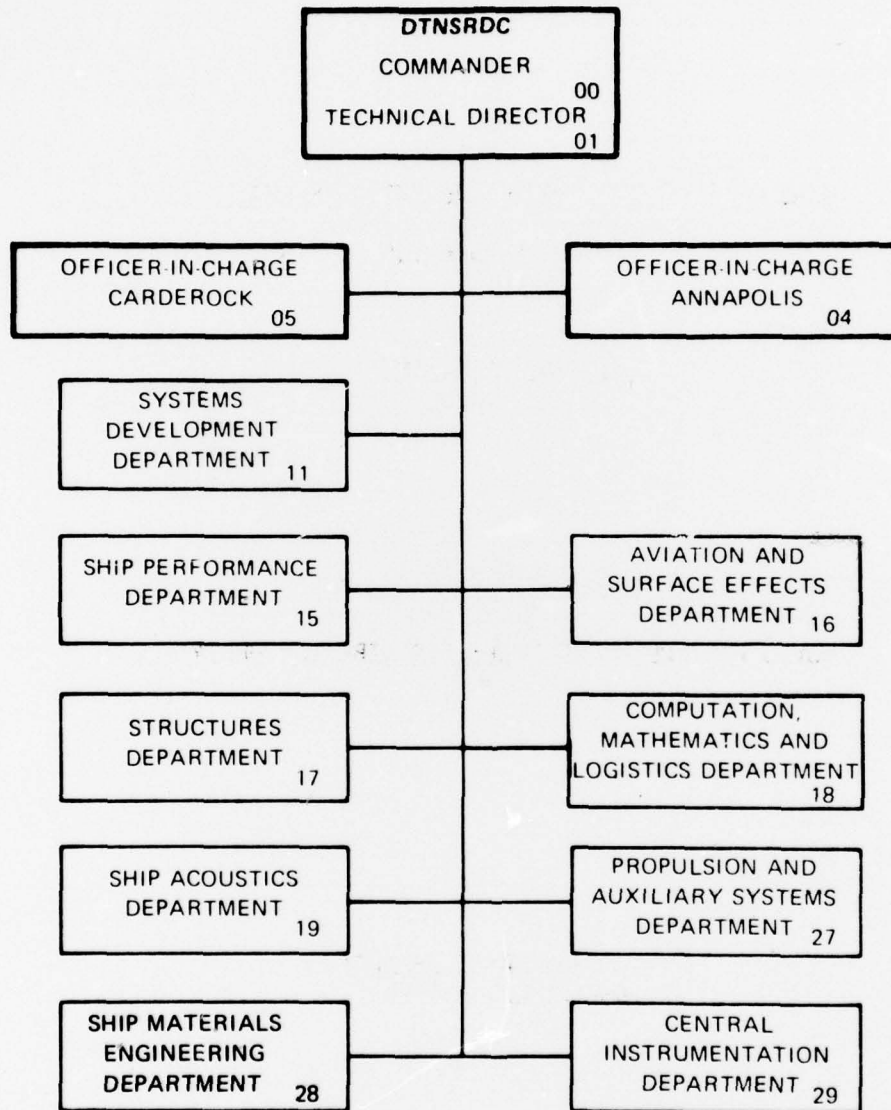 DTNSRDC
COMMANDER
00
TECHNICAL DIRECTOR
01
OFFICER-IN-CHARGE
CARDEROCK
05
OFFICER-IN-CHARGE
ANNAPOLIS
04
SYSTEMS
DEVELOPMENT
DEPARTMENT
11
SHIP PERFORMANCE
DEPARTMENT
15
AVIATION AND
SURFACE EFFECTS
DEPARTMENT
16
STRUCTURES
DEPARTMENT
17
COMPUTATION,
MATHEMATICS AND
LOGISTICS DEPARTMENT
18
SHIP ACOUSTICS
DEPARTMENT
19
PROPULSION AND
AUXILIARY SYSTEMS
DEPARTMENT
27
SHIP MATERIALS
ENGINEERING
DEPARTMENT
28
CENTRAL
INSTRUMENTATION
DEPARTMENT
29